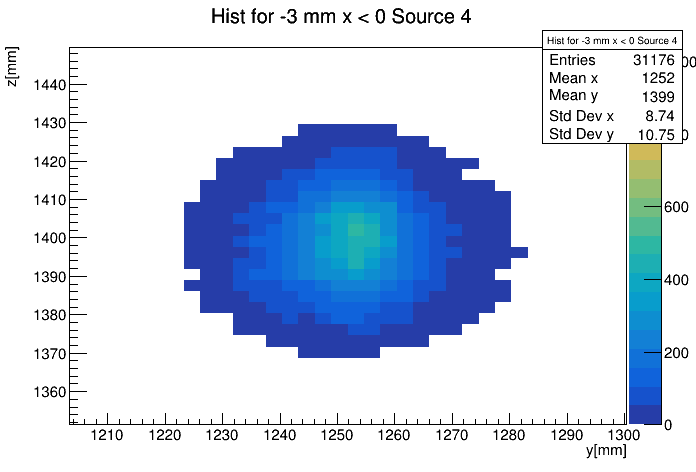 Hist for -3 mm x < 0 Source 4
z[mm]
Hist for -3 mm x < 0 Source 4
Entries 31176
Mean x 1252
Mean y 1399
Std Dev x 8.74
Std Dev y 10.75
1440
1430
1420
1410
1400
1390
1380
1370
1360
1210 1220 1230 1240 1250 1260 1270 1280 1290 1300
y[mm]
600
400
200
0